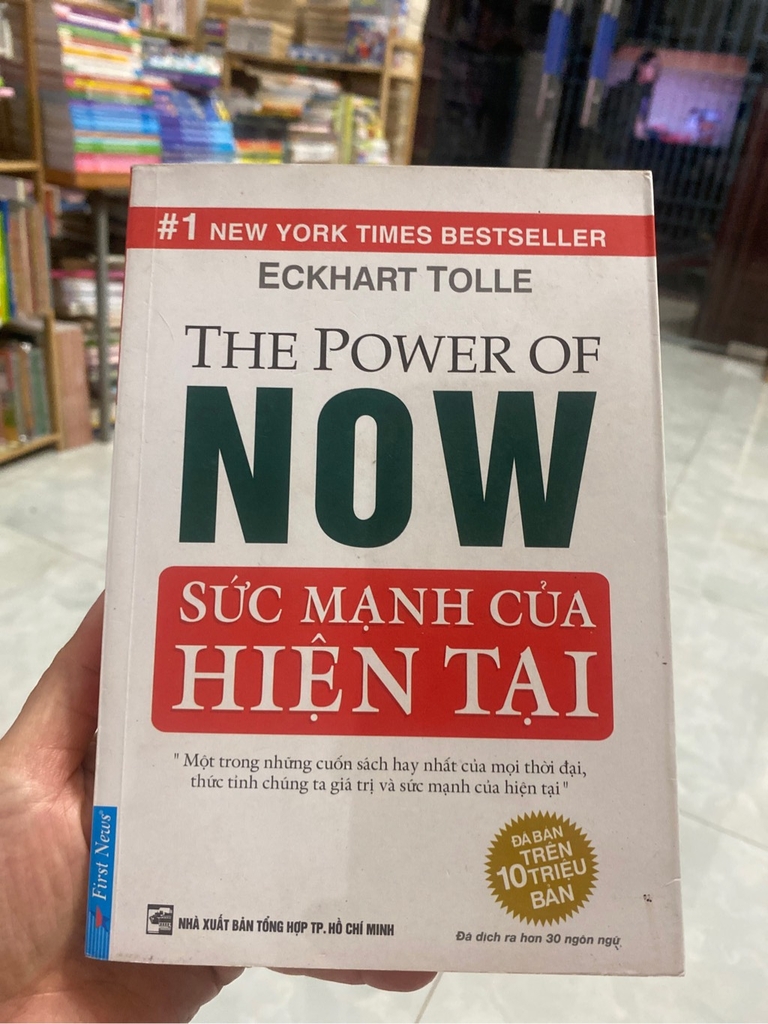 #1 NEW YORK TIMES BESTSELLER
ECKHART TOLLE
THE POWER OF
NOW
SỨC MẠNH CỦA
HIỆN TẠI
" Một trong những cuốn sách hay nhất của mọi thời đại,
thức tỉnh chúng ta giá trị và sức mạnh của hiện tại "
ĐÃ BÁN
TRÊN
10 TRIỆU
BẢN
First News
NHÀ XUẤT BẢN TỔNG HỢP TP. HỒ CHÍ MINH
Đã dịch ra hơn 30 ngôn ngữ